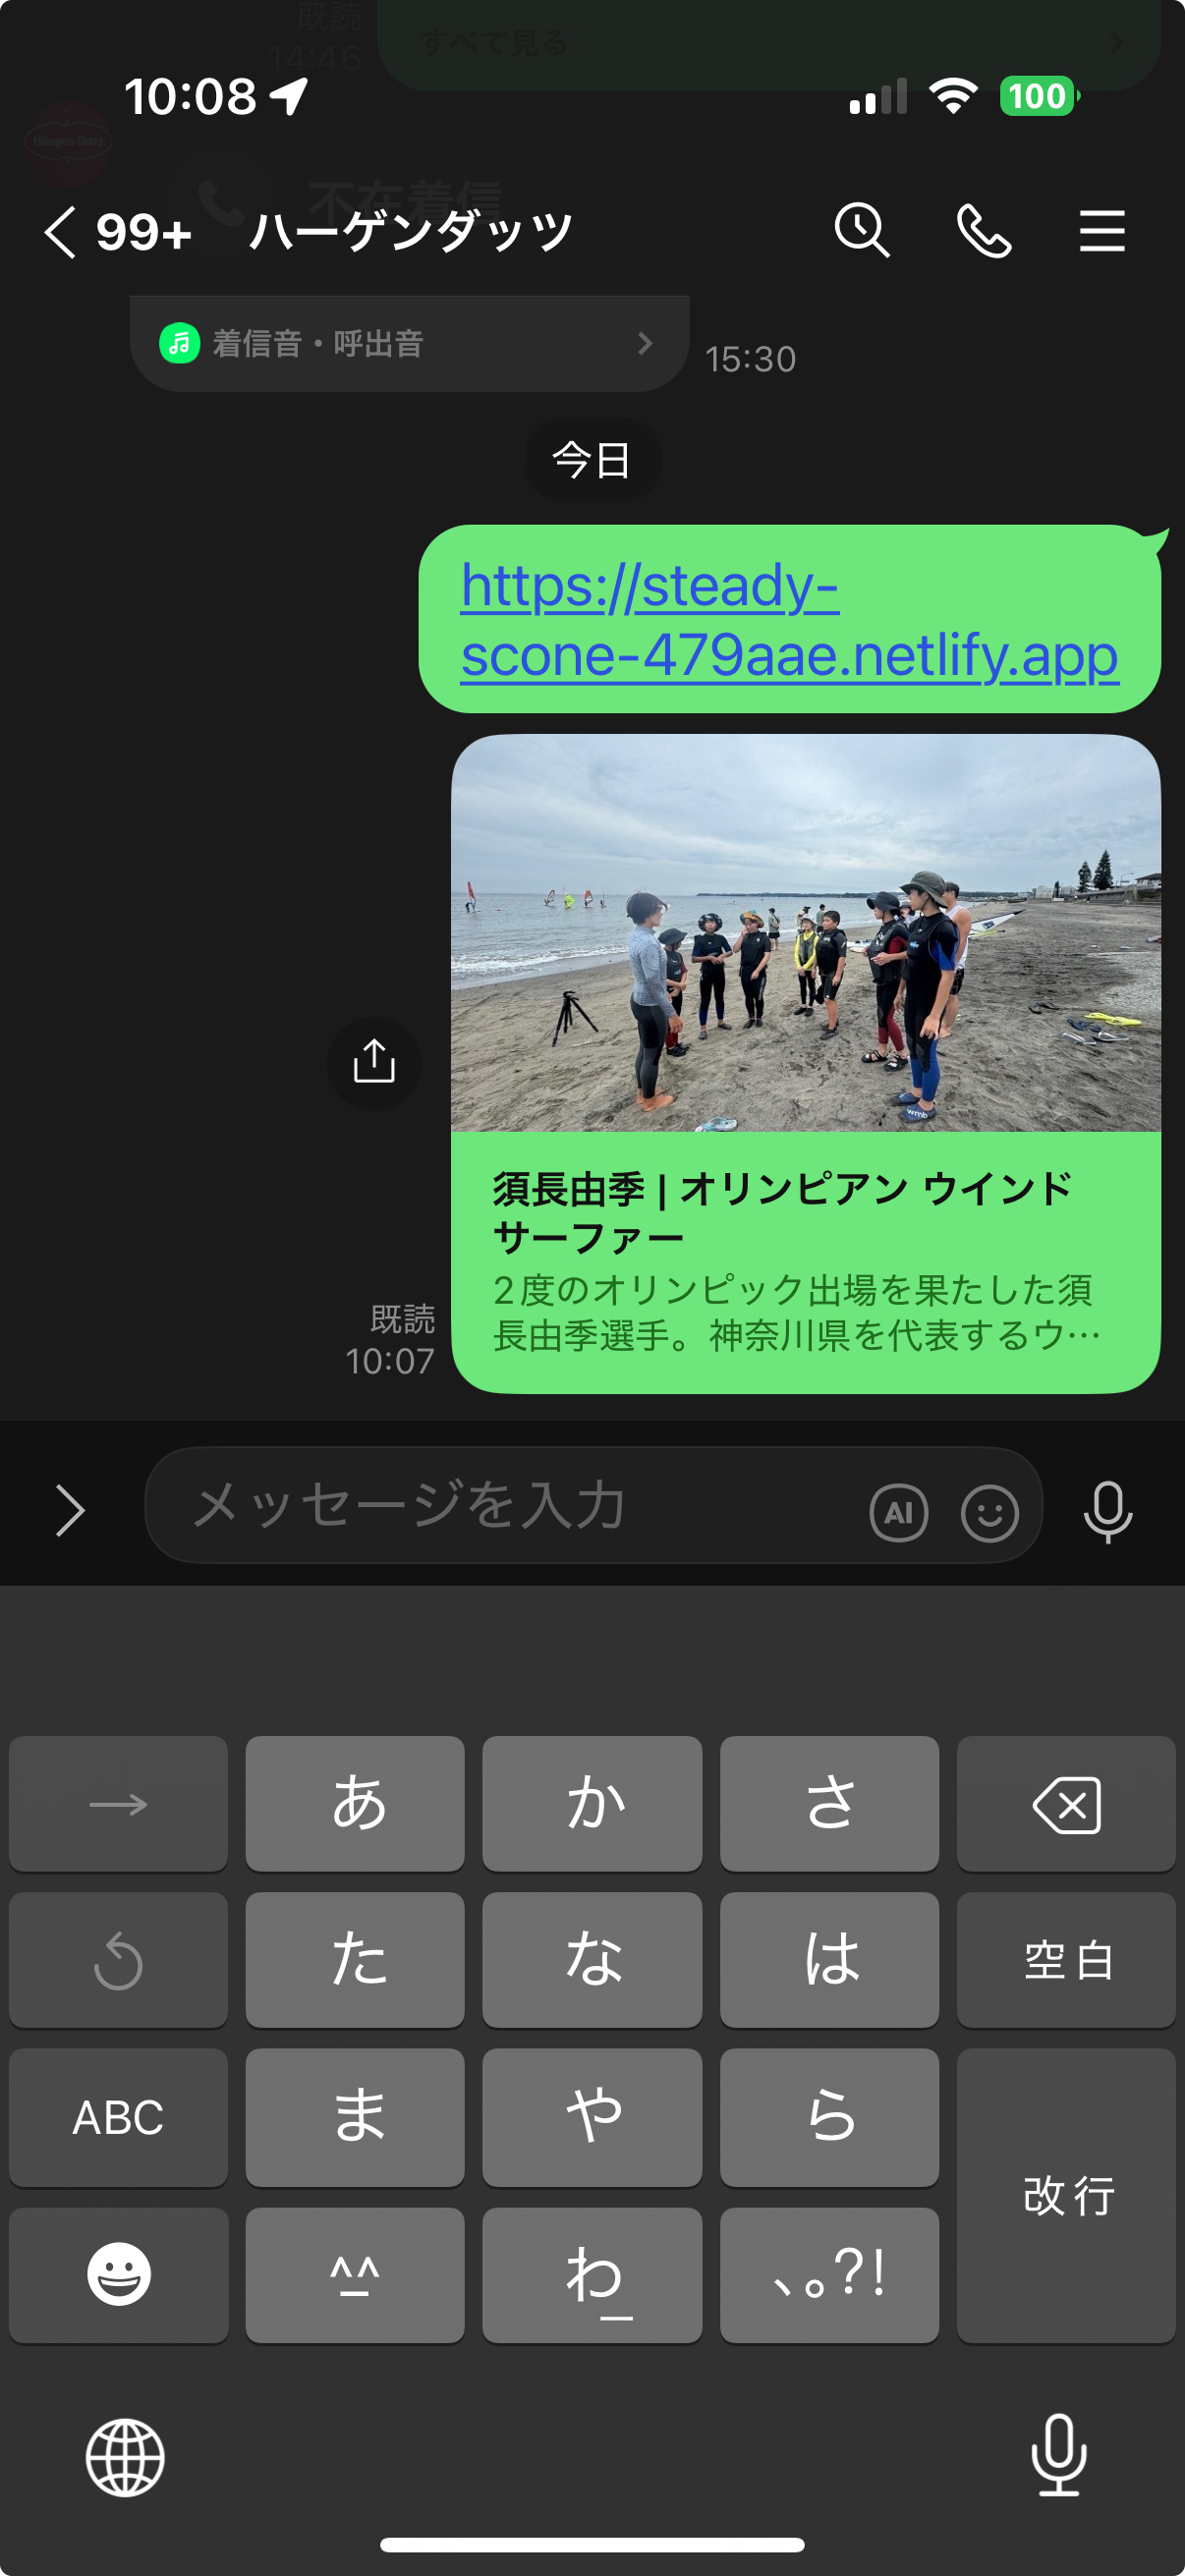 既読
14:46
すべて見る
10:08
100
Häagen-Dazs
不在着信
99+
ハーゲンダッツ
着信音・呼出音
15:30
今日
https://steady-
scone-479aae.netlify.app
須長由季 | オリンピアン ウインド
サーファー
2度のオリンピック出場を果たした須
長由季選手。神奈川県を代表するウ…
既読
10:07
メッセージを入力
AI
→
あ
か
さ
た
な
は
空白
ABC
ま
や
ら
改行
^^
わ
、。?!